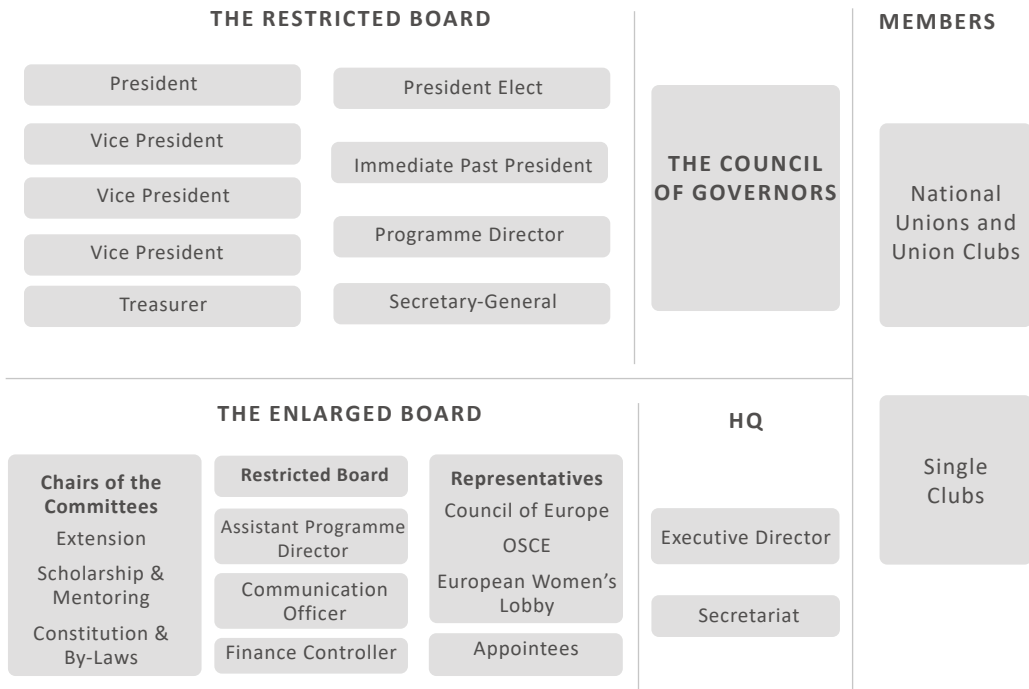 THE RESTRICTED BOARD
President
Vice President
Vice President
Vice President
Treasurer
President Elect
Immediate Past President
Programme Director
Secretary-General
THE COUNCIL
OF GOVERNORS
MEMBERS
National
Unions and
Union Clubs
Single
Clubs
THE ENLARGED BOARD
Chairs of the
Committees
Extension
Scholarship &
Mentoring
Constitution &
By-Laws
Restricted Board
Assistant Programme
Director
Communication
Officer
Finance Controller
Representatives
Council of Europe
OSCE
European Women’s
Lobby
Appointees
HQ
Executive Director
Secretariat